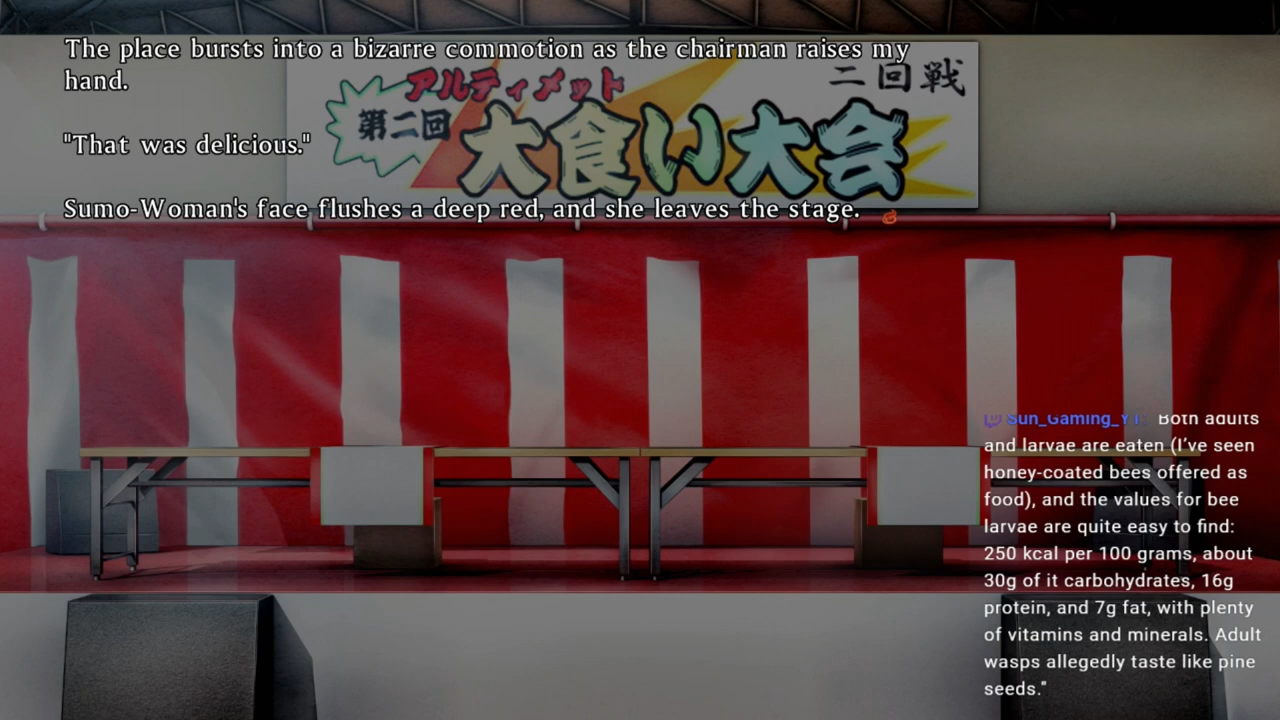 The place bursts into a bizarre commotion as the chairman raises my
hand.
"That was delicious."
Sumo-Woman's face flushes a deep red, and she leaves the stage.
二回戦
アルティメット
第二回
大食い大会
Sun_Gaming_YT: Both adults
and larvae are eaten (I've seen
honey-coated bees offered as
food), and the values for bee
larvae are quite easy to find:
250 kcal per 100 grams, about
30g of it carbohydrates, 16g
protein, and 7g fat, with plenty
of vitamins and minerals. Adult
wasps allegedly taste like pine
seeds."